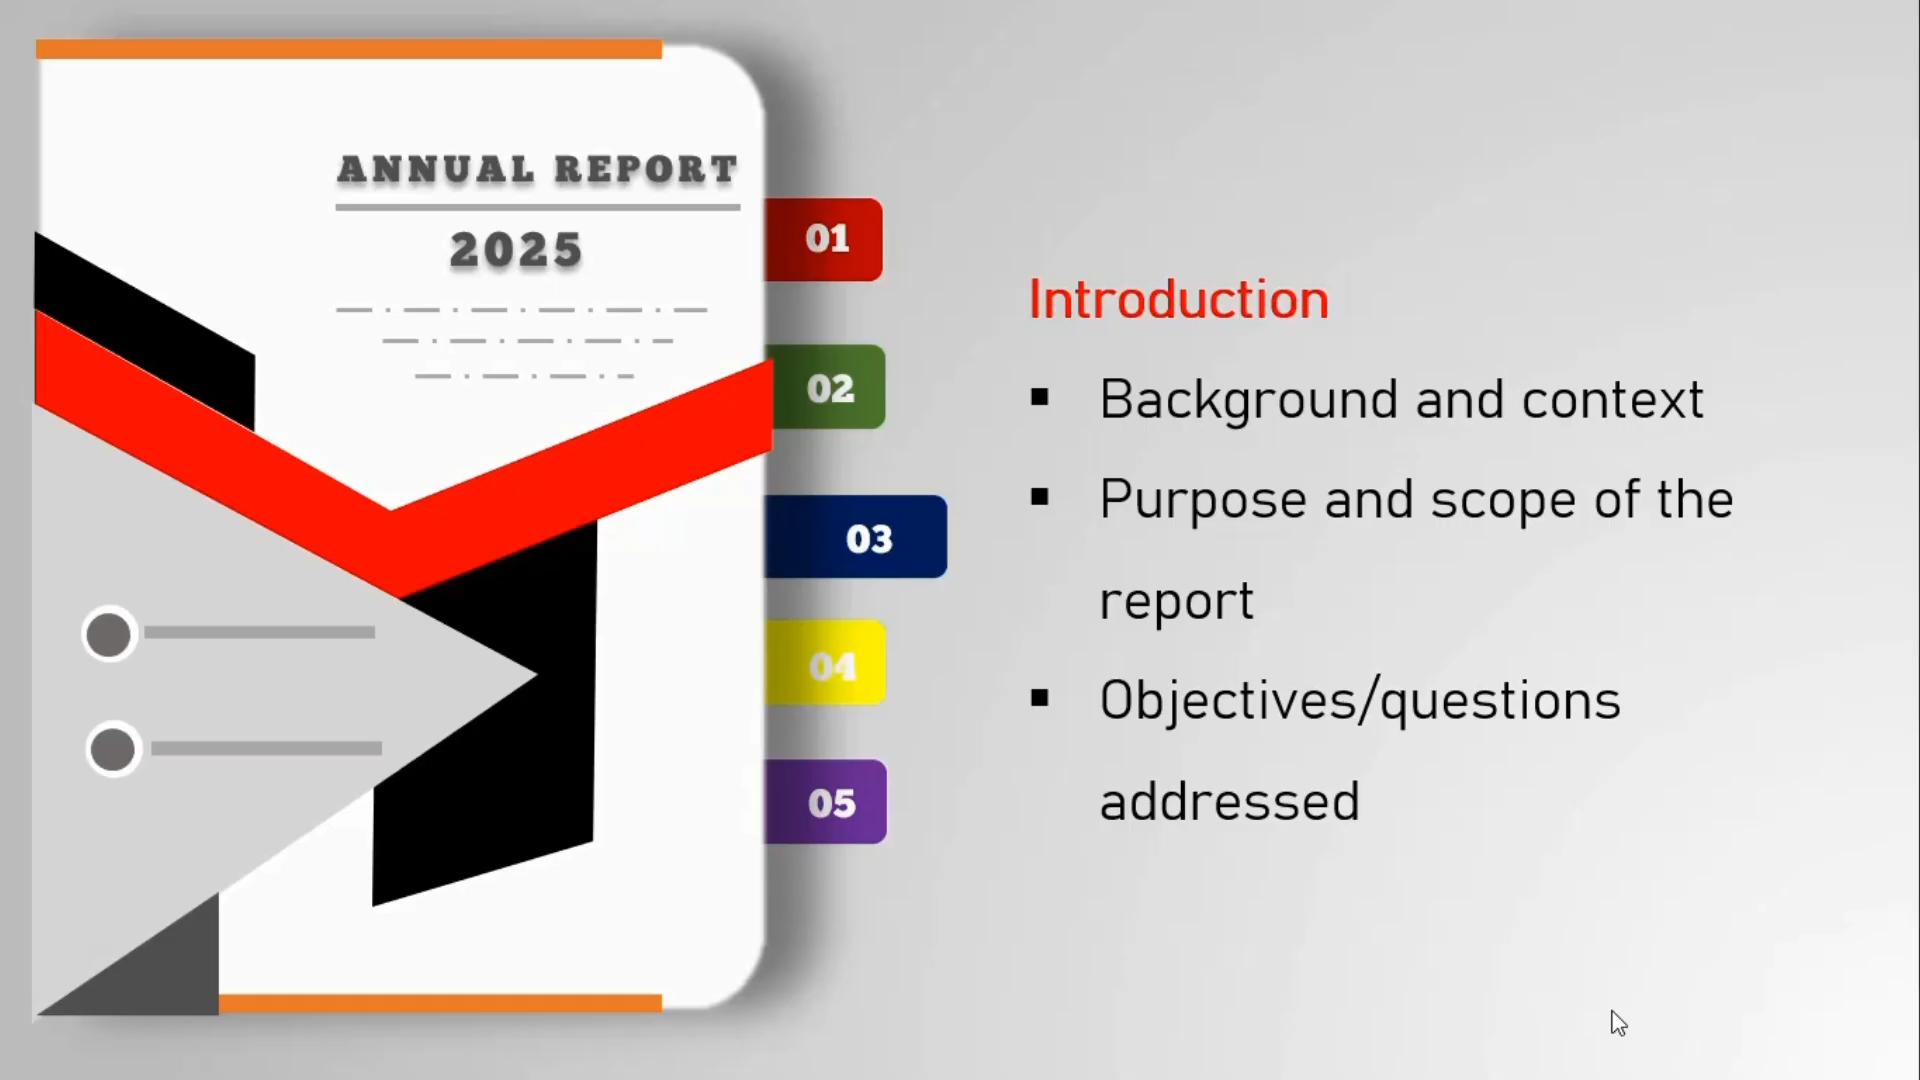 ANNUAL REPORT
2025
01
02
03
04
05
Introduction
▪ Background and context
▪ Purpose and scope of the
report
▪ Objectives/questions
addressed